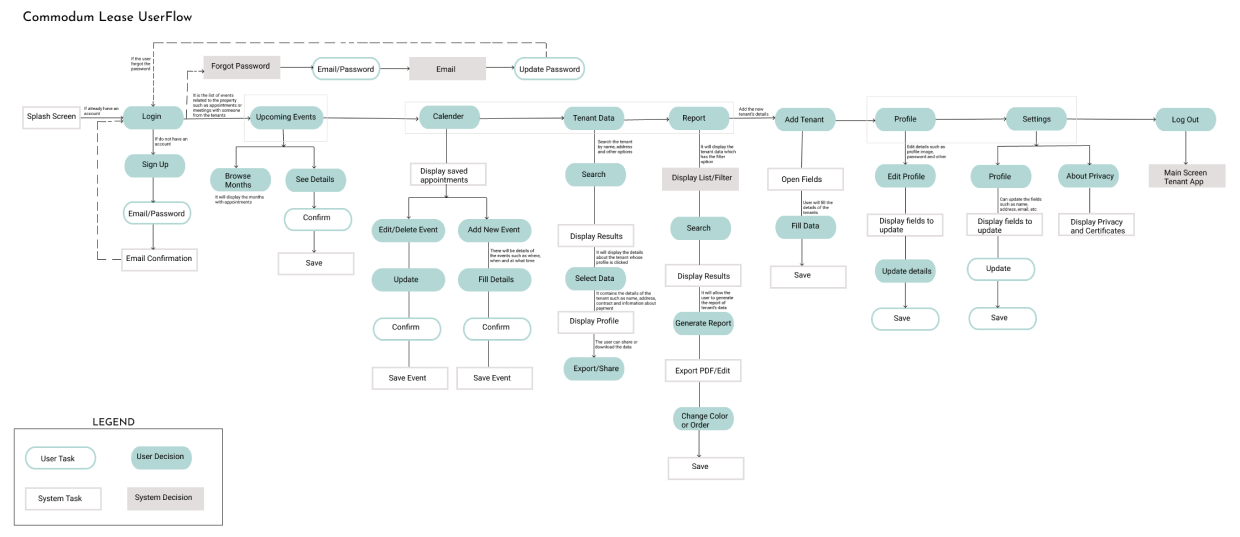 Commodum Lease UserFlow
If the user
forgot the
password
Forgot Password
Email/Password
Email
Update Password
It is the list of events
related to the property
such as appointments or
meetings with someone
from the tenants
Splash Screen
If already have an
account
Login
Upcoming Events
Calender
Tenant Data
Report
Add the new
tenant's details
Add Tenant
Profile
Settings
Log Out
If do not have an
account
Sign Up
Email/Password
Email Confirmation
Browse
Months
It will display the months
with appointments
See Details
Confirm
Save
Display saved
appointments
Edit/Delete Event
Update
Confirm
Save Event
Add New Event
There will be details of
the events such as where,
when and at what time
Fill Details
Confirm
Save Event
Search the tenant
by name, address
and other options
Search
Display Results
It will display the details
about the tenant whose
profile is clicked
Select Data
It contains the details of the
tenant such as name, address,
contract and information about
payment
Display Profile
The user can share or
download the data
Export/Share
It will display the
tenant data which
has the filter
option
Display List/Filter
Search
Display Results
It will allow the
user to generate
the report of
tenant's data
Generate Report
Export PDF/Edit
Change Color
or Order
Save
Open Fields
User will fill the
details of the
tenants
Fill Data
Save
Edit details such as
profile image,
password and other
Edit Profile
Display fields to
update
Update details
Save
Profile
Can update the fields
such as name,
address, email, etc
Display fields to
update
Update
Save
About Privacy
Display Privacy
and Certificates
Main Screen
Tenant App
LEGEND
User Task
User Decision
System Task
System Decision